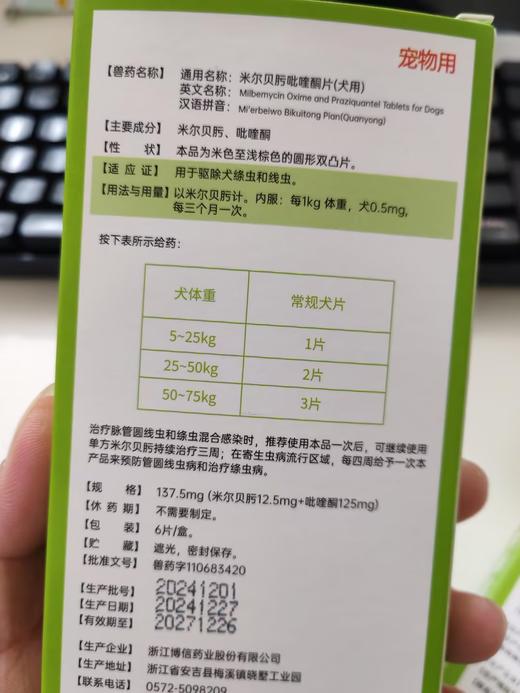 宠物用
【兽药名称】 通用名称：米尔贝肟吡喹酮片(犬用)
英文名称：Milbemycin Oxime and Praziquantel Tablets for Dogs
汉语拼音：Mi'erbeiwo Bikuitong Pian(Quanyong)
【主要成分】 米尔贝肟、吡喹酮
【性 状】 本品为米色至浅棕色的圆形双凸片。
【适 应 证】 用于驱除犬绦虫和线虫。
【用法与用量】以米尔贝肟计。内服：每1kg 体重，犬0.5mg，
每三个月一次。
按下表所示给药：
犬体重 常规犬片
5~25kg 1片
25~50kg 2片
50~75kg 3片
治疗脉管圆线虫和绦虫混合感染时，推荐使用本品一次后，可继续使用
单方米尔贝肟持续治疗三周；在寄生虫病流行区域，每四周给予一次本
产品来预防管圆线虫病和治疗绦虫病。
【规 格】 137.5mg（米尔贝肟12.5mg+吡喹酮125mg）
【休 药 期】 不需要制定。
【包 装】 6片/盒。
【贮 藏】 遮光，密封保存。
【批准文号】 兽药字110683420
【生产批号】 20241201
【生产日期】 20241227
【有效期至】 20271226
【生产企业】 浙江博信药业股份有限公司
【生产地址】 浙江省安吉县梅溪镇晓墅工业园
【联系电话】 0572-5098209